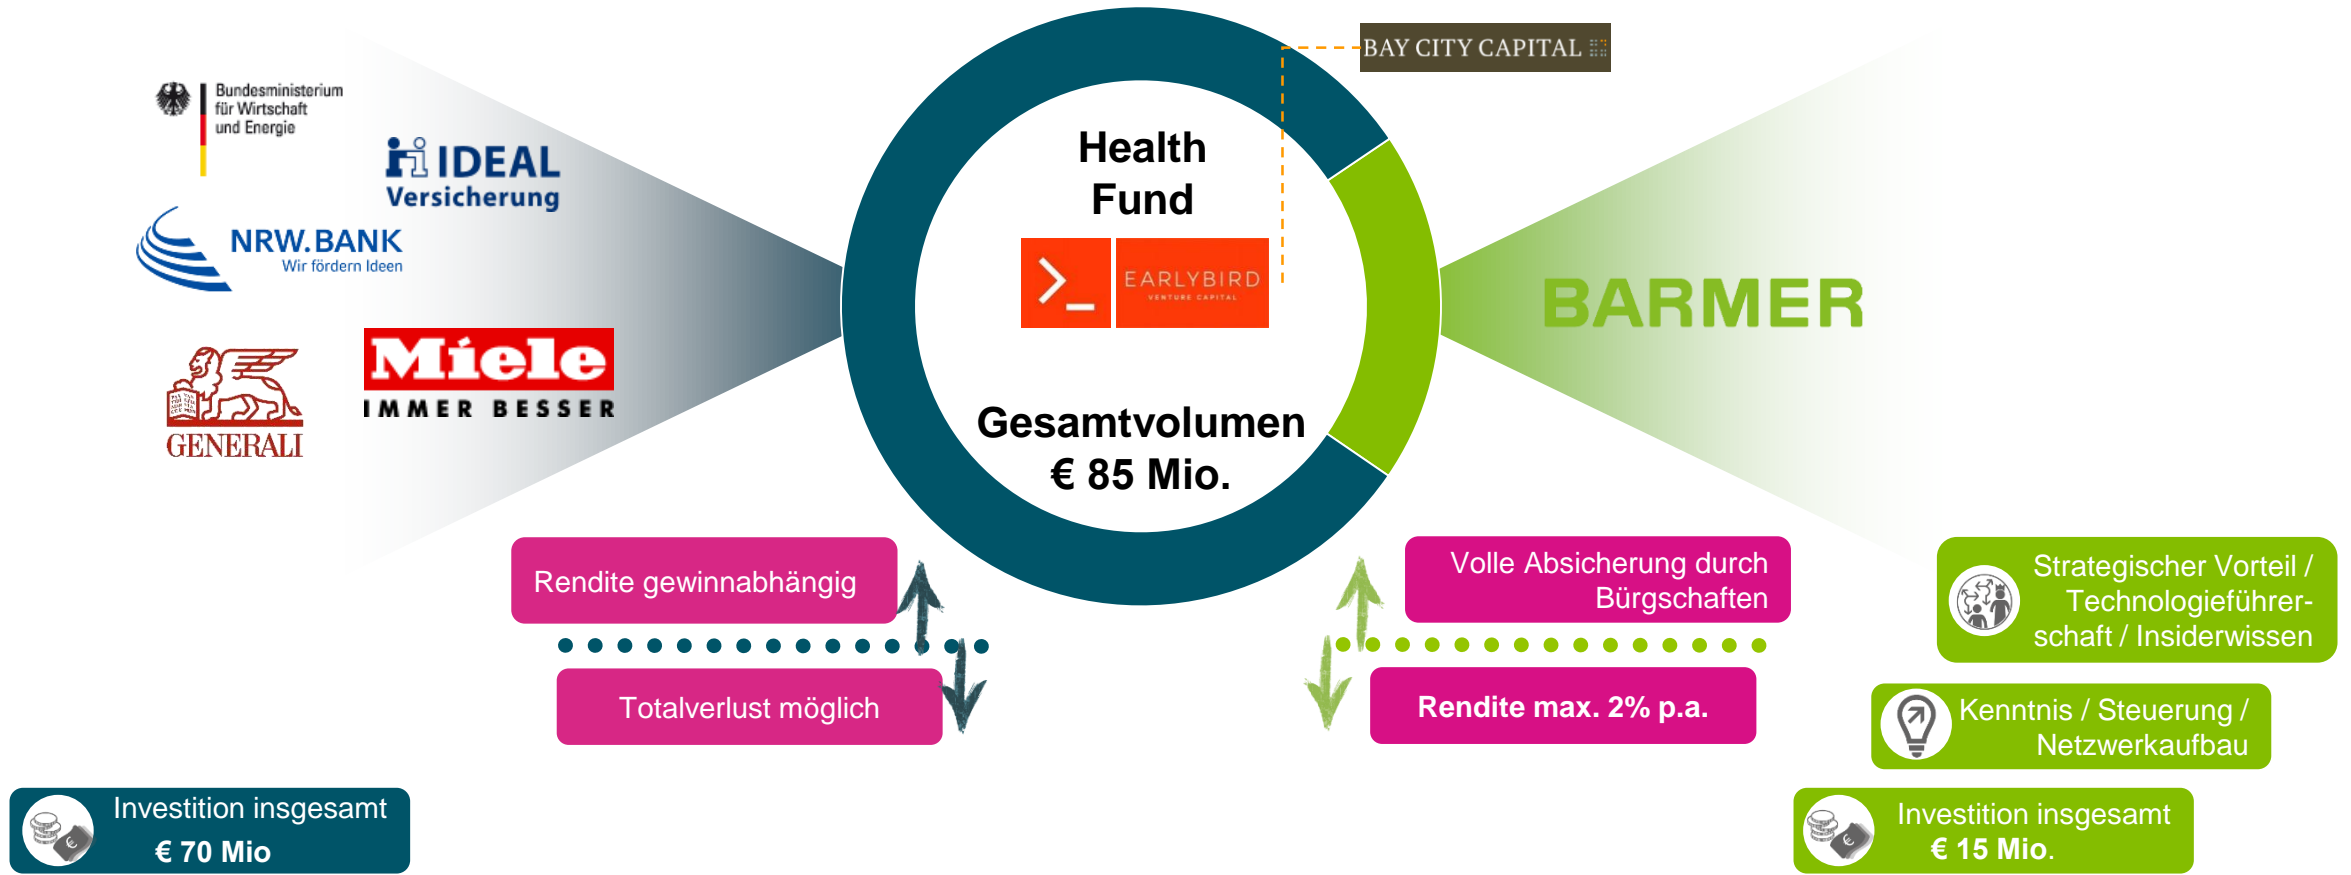 BAY CITY CAPITAL
Bundesministerium
für Wirtschaft
und Energie
IDEAL
Versicherung
NRW.BANK
Wir fördern Ideen
Miele
IMMER BESSER
GENERALI
Health
Fund
EARLYBIRD
VENTURE CAPITAL
Gesamtvolumen
€ 85 Mio.
BARMER
Rendite gewinnabhängig
Totalverlust möglich
Volle Absicherung durch
Bürgschaften
Rendite max. 2% p.a.
Strategischer Vorteil /
Technologieführer-
schaft / Insiderwissen
Kenntnis / Steuerung /
Netzwerkaufbau
Investition insgesamt
€ 70 Mio
Investition insgesamt
€ 15 Mio.